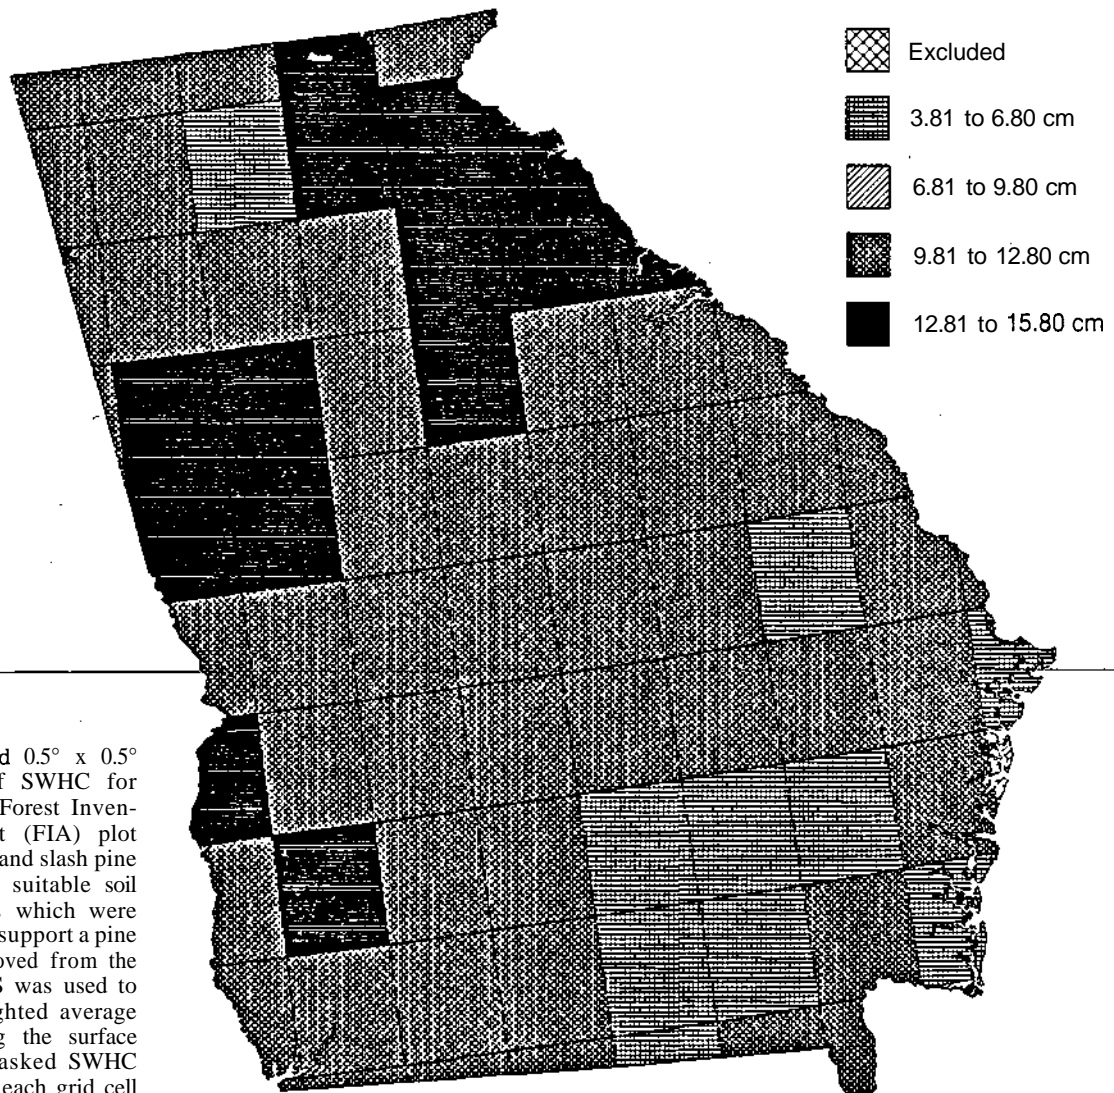 Excluded
3.81 to 6.80 cm
6.81 to 9.80 cm
9.81 to 12.80 cm
12.81 to 15.80 cm
0.5° x 0.5°
SWHC for
Forest Inven-
(FIA) plot
and slash pine
suitable soil
which were
support a pine
from the
was used to
average
the surface
SWHC
each grid cell